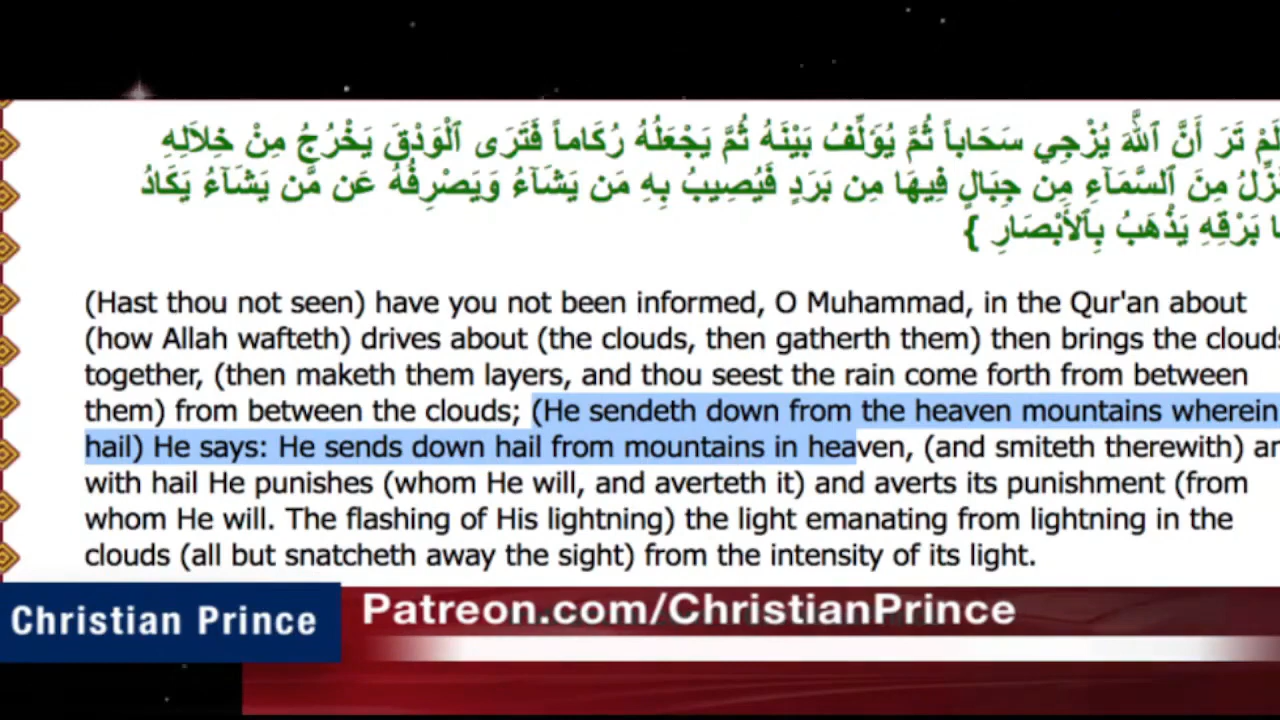 لَمْ تَرَ أَنَّ ٱللَّهَ يُزْجِي سَحَاباً ثُمَّ يُؤَلِّفُ بَيْنَهُ ثُمَّ يَجْعَلُهُ رُكَاماً فَتَرَى ٱلْوَدْقَ يَخْرُجُ مِنْ خِلاَلِهِ
نَزِّلُ مِنَ ٱلسَّمَآءِ مِن جِبَالٍ فِيهَا مِن بَرَدٍ فَيُصِيبُ بِهِ مَن يَشَآءُ وَيَصْرِفُهُ عَن مَّن يَشَآءُ يَكَادُ
ا بَرْقِهِ يَذْهَبُ بِٱلأَبْصَارِ }
(Hast thou not seen) have you not been informed, O Muhammad, in the Qur'an about
(how Allah wafteth) drives about (the clouds, then gatherth them) then brings the clouds
together, (then maketh them layers, and thou seest the rain come forth from between
them) from between the clouds; (He sendeth down from the heaven mountains wherein
hail) He says: He sends down hail from mountains in heaven, (and smiteth therewith) an
with hail He punishes (whom He will, and averteth it) and averts its punishment (from
whom He will. The flashing of His lightning) the light emanating from lightning in the
clouds (all but snatcheth away the sight) from the intensity of its light.
Christian Prince
Patreon.com/ChristianPrince